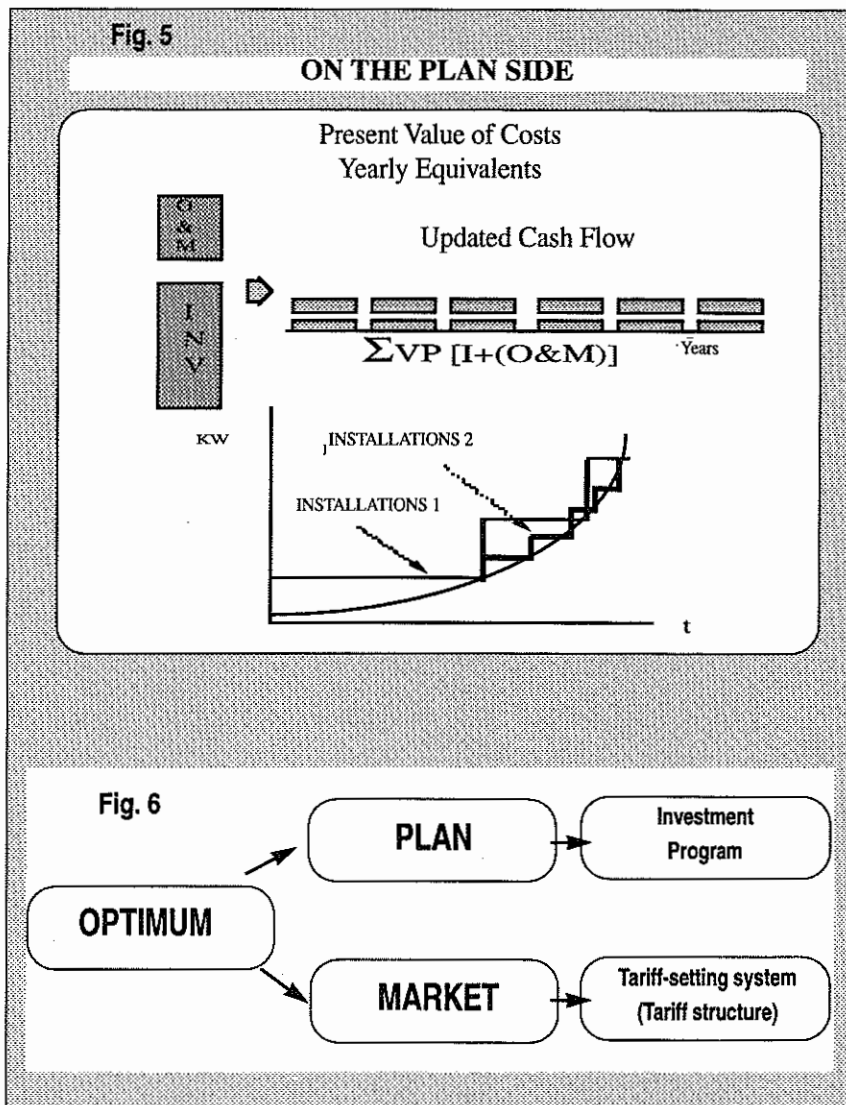 Fig. 5
ON THE PLAN SIDE
Present Value of Costs
Yearly Equivalents
O
&
M
Updated Cash Flow
I
N
V
ΣVP [I+(O&M)]
Years
KW
INSTALLATIONS 2
INSTALLATIONS 1
t
Fig. 6
OPTIMUM
PLAN
Investment
Program
MARKET
Tariff-setting system
(Tariff structure)